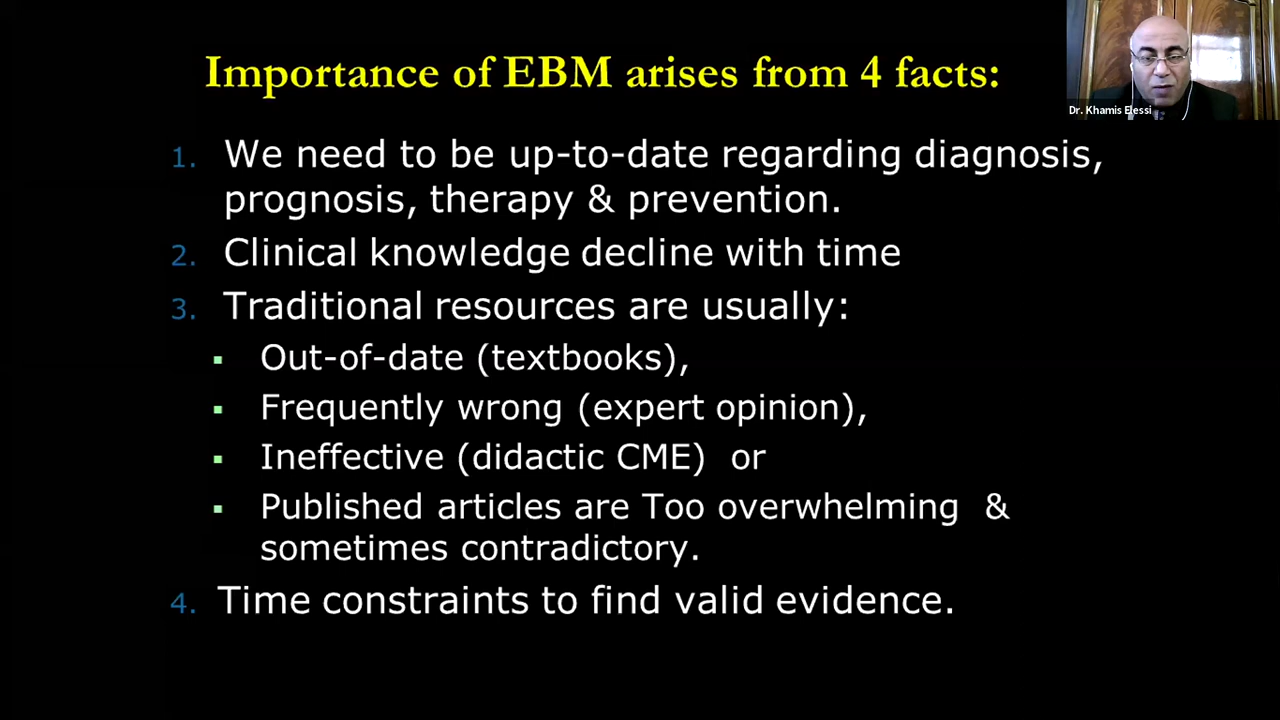 Importance of EBM arises from 4 facts:
Dr. Khamis Elessi
1. We need to be up-to-date regarding diagnosis,
prognosis, therapy & prevention.
2. Clinical knowledge decline with time
3. Traditional resources are usually:
▪ Out-of-date (textbooks),
▪ Frequently wrong (expert opinion),
▪ Ineffective (didactic CME) or
▪ Published articles are Too overwhelming &
sometimes contradictory.
4. Time constraints to find valid evidence.